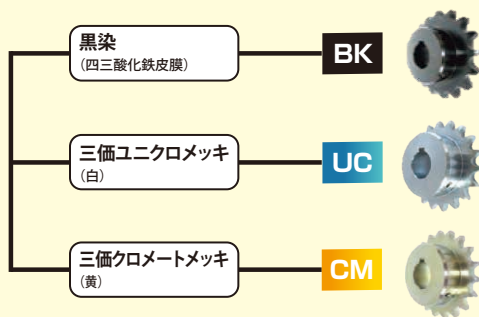 黒染
(四三酸化鉄皮膜)
BK
三価ユニクロメッキ
(白)
UC
三価クロメートメッキ
(黄)
CM